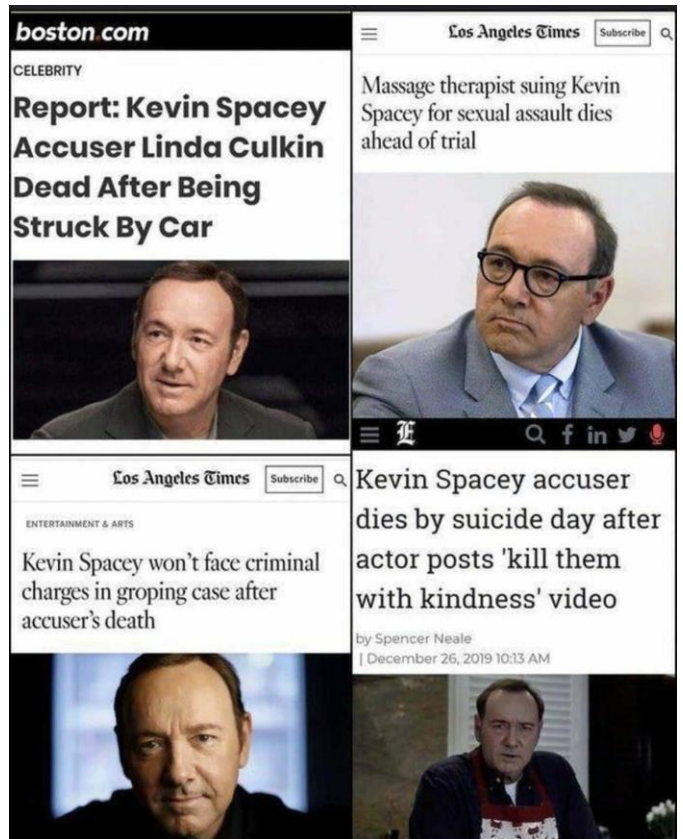 boston.com
CELEBRITY
Report: Kevin Spacey
Accuser Linda Culkin
Dead After Being
Struck By Car
Los Angeles Times
Subscribe
Massage therapist suing Kevin
Spacey for sexual assault dies
ahead of trial
Los Angeles Times
Subscribe
ENTERTAINMENT & ARTS
Kevin Spacey won't face criminal
charges in groping case after
accuser's death
E
f in
Kevin Spacey accuser
dies by suicide day after
actor posts 'kill them
with kindness' video
by Spencer Neale
| December 26, 2019 10:13 AM